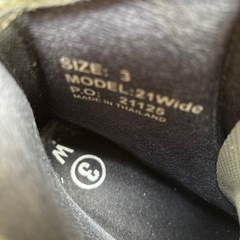 SIZE: 3
MODEL:21Wide
P.O: 21125
MADE IN THAILAND
3
W